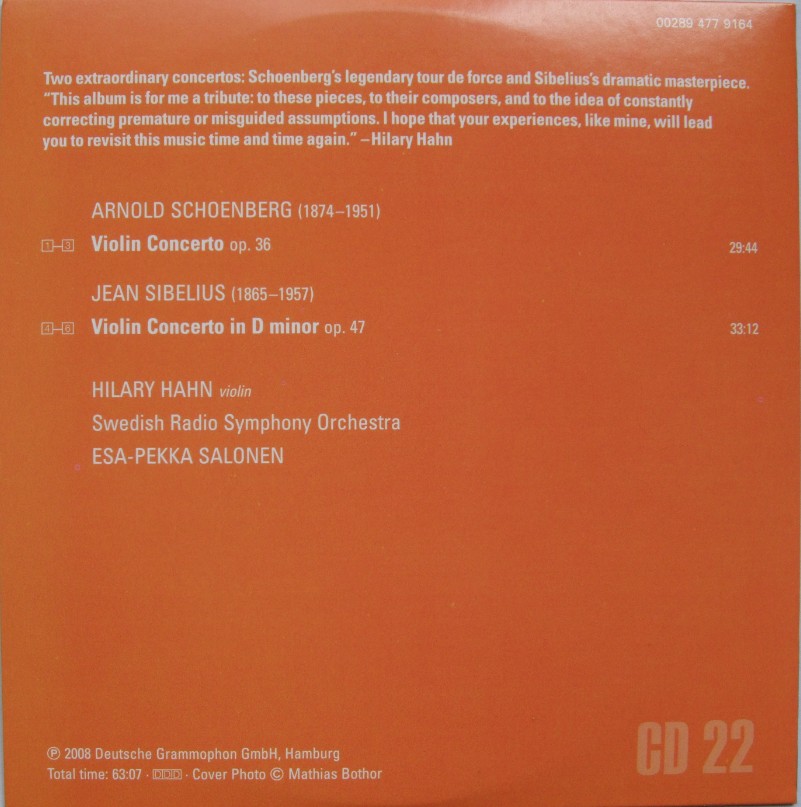 00289 477 9164
Two extraordinary concertos: Schoenberg's legendary tour de force and Sibelius's dramatic masterpiece.
“This album is for me a tribute: to these pieces, to their composers, and to the idea of constantly
correcting premature or misguided assumptions. I hope that your experiences, like mine, will lead
you to revisit this music time and time again.” –Hilary Hahn
ARNOLD SCHOENBERG (1874–1951)
1–3 Violin Concerto op. 36 29:44
JEAN SIBELIUS (1865–1957)
4–6 Violin Concerto in D minor op. 47 33:12
HILARY HAHN violin
Swedish Radio Symphony Orchestra
ESA-PEKKA SALONEN
CD 22
℗ 2008 Deutsche Grammophon GmbH, Hamburg
Total time: 63:07 · DDD · Cover Photo © Mathias Bothor